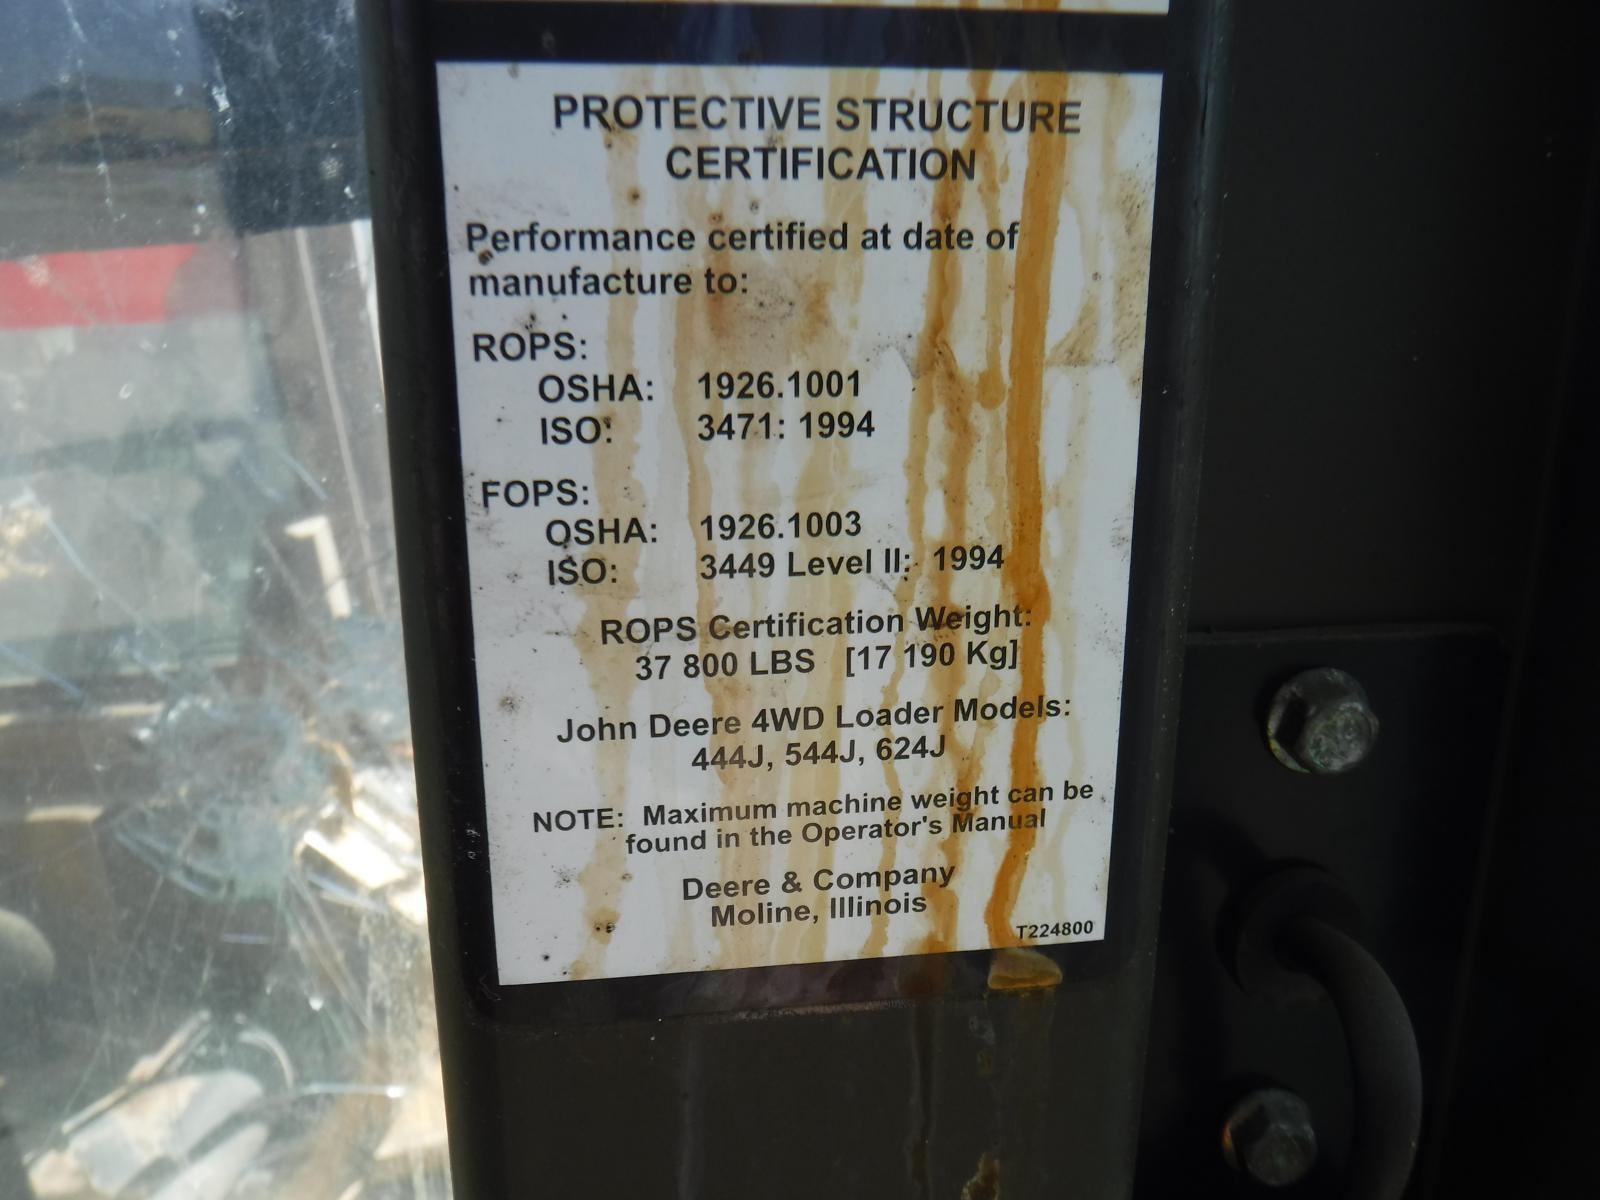 PROTECTIVE STRUCTURE
CERTIFICATION
Performance certified at date of
manufacture to:
ROPS:
OSHA: 1926.1001
ISO: 3471: 1994
FOPS:
OSHA: 1926.1003
ISO: 3449 Level II: 1994
ROPS Certification Weight:
37 800 LBS [17 190 Kg]
John Deere 4WD Loader Models:
444J, 544J, 624J
NOTE: Maximum machine weight can be
found in the Operator's Manual
Deere & Company
Moline, Illinois
T224800